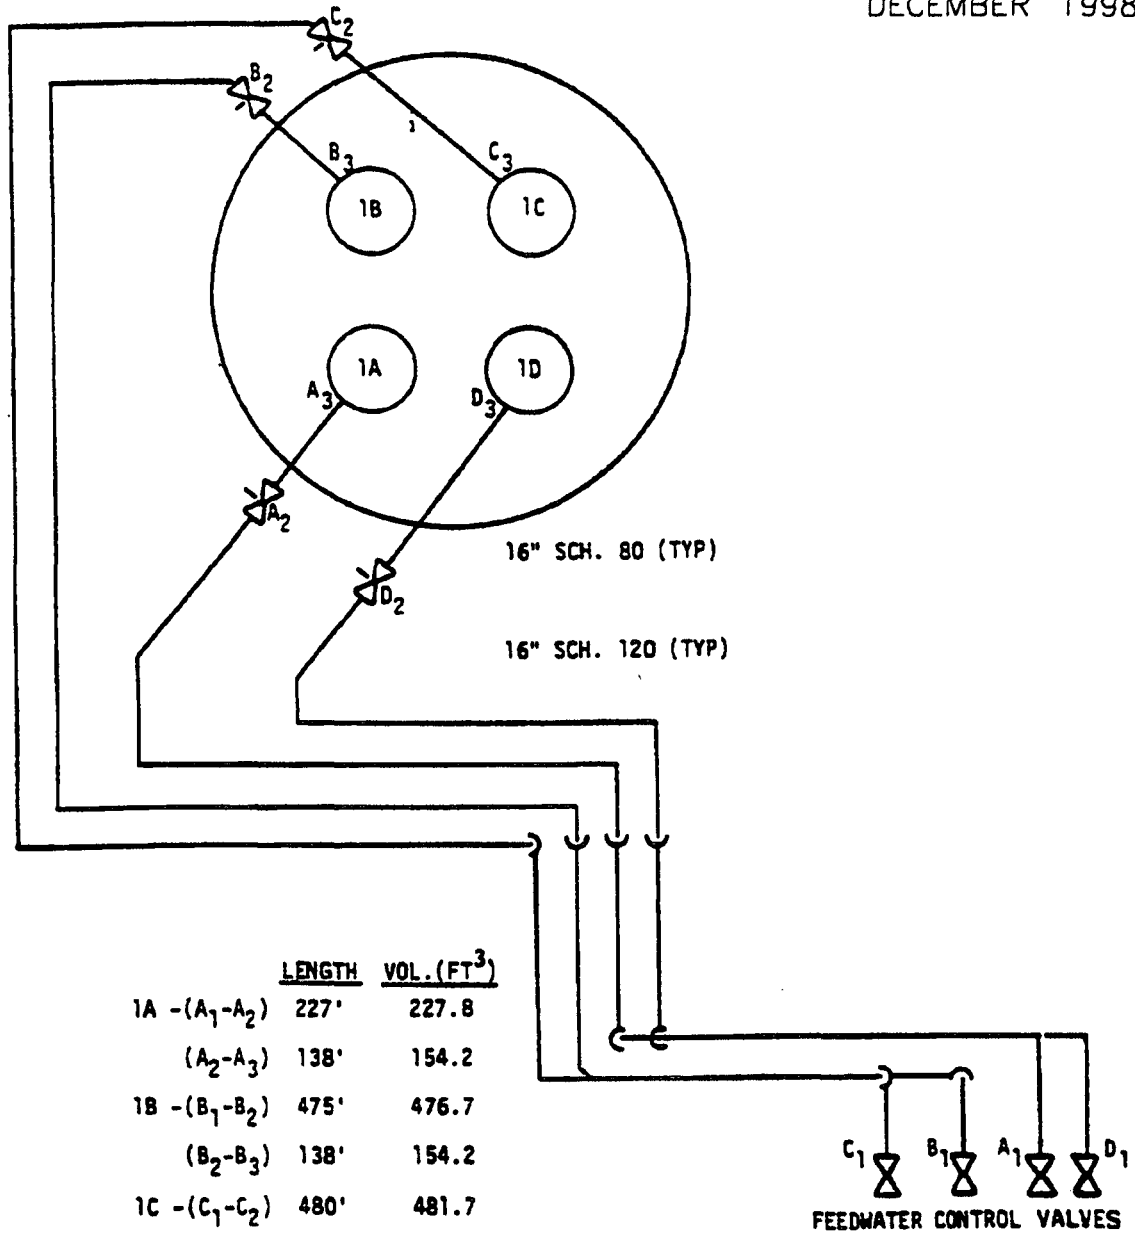 DECEMBER 1998
C2
B2
B3
C3
1B
1C
1A
1D
A3
D3
A2
16" SCH. 80 (TYP)
D2
16" SCH. 120 (TYP)
LENGTH VOL.(FT3)
1A -(A1-A2) 227' 227.8
(A2-A3) 138' 154.2
1B -(B1-B2) 475' 476.7
(B2-B3) 138' 154.2
1C -(C1-C2) 480' 481.7
C1 B1 A1 D1
FEEDWATER CONTROL VALVES